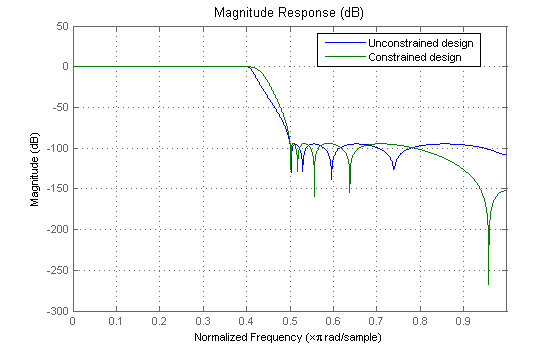 Magnitude Response (dB)
Unconstrained design
Constrained design
50
0
-50
-100
-150
-200
-250
-300
Magnitude (dB)
0 0.1 0.2 0.3 0.4 0.5 0.6 0.7 0.8 0.9
Normalized Frequency (×π rad/sample)